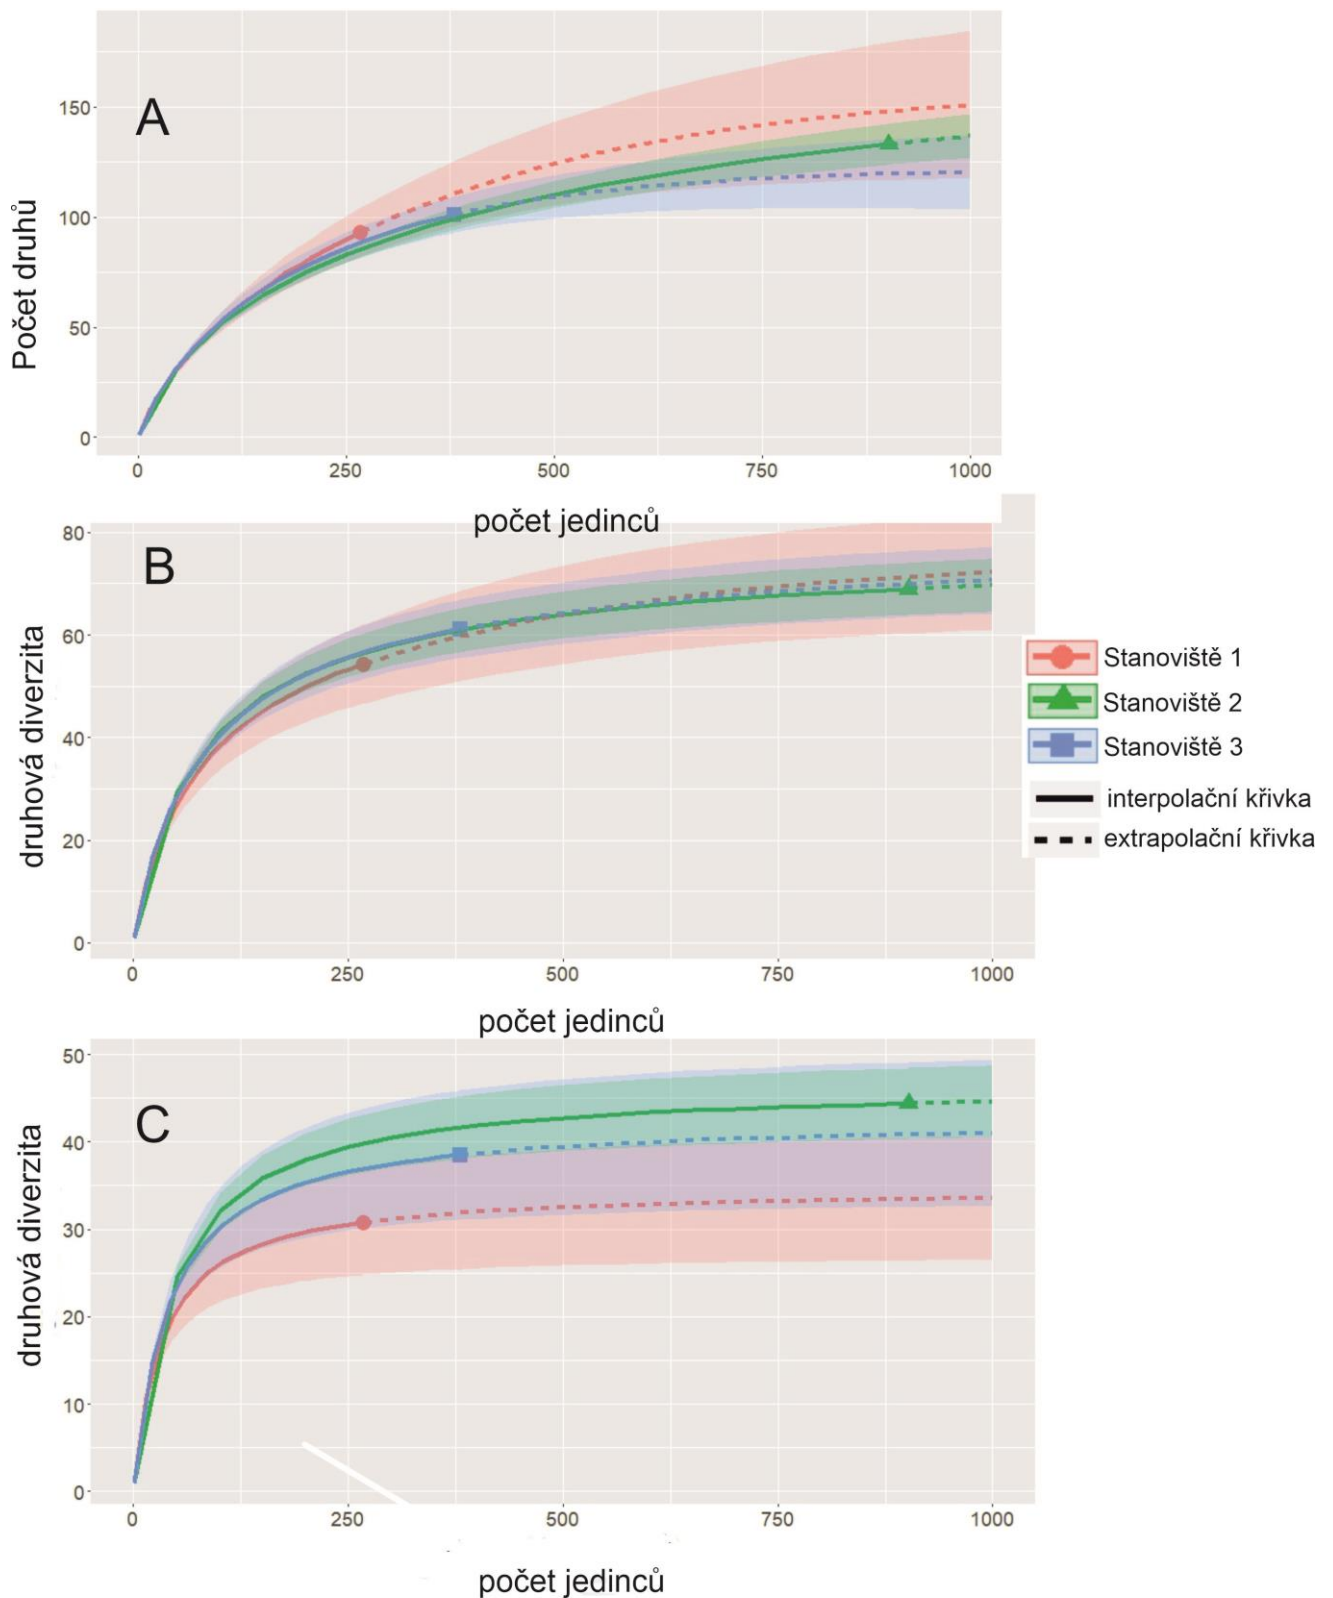 A
Počet druhů
150
100
50
0
0 250 500 750 1000
počet jedinců
B
druhová diverzita
80
60
40
20
0
0 250 500 750 1000
počet jedinců
Stanoviště 1
Stanoviště 2
Stanoviště 3
interpolační křivka
extrapolační křivka
C
druhová diverzita
50
40
30
20
10
0
0 250 500 750 1000
počet jedinců